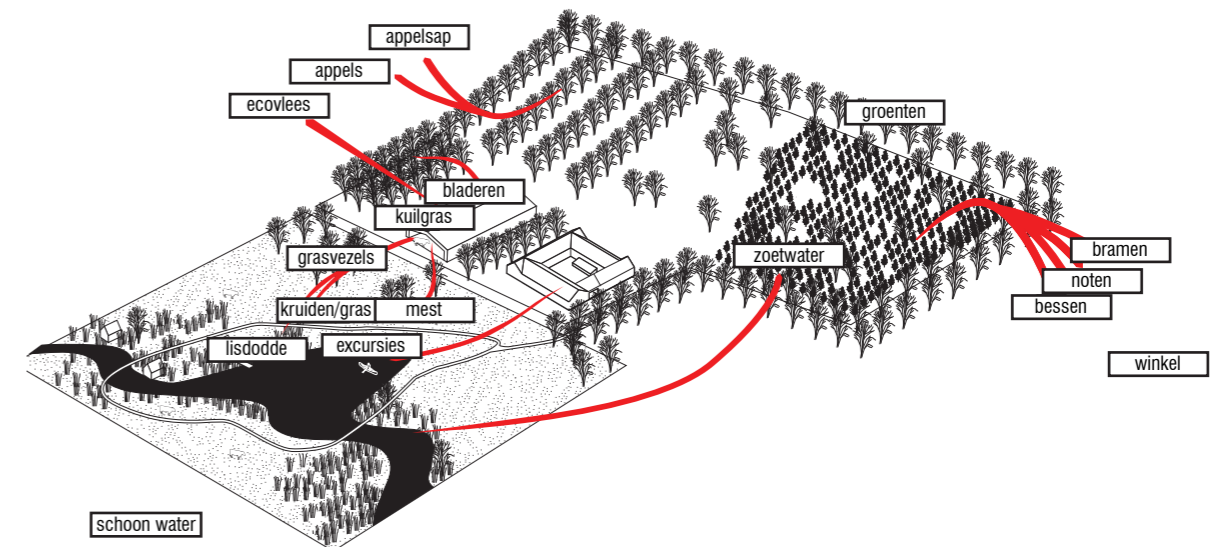 appelsap
appels
ecovlees
groenten
bladeren
kuilgras
grasvezels
zoetwater
bramen
noten
bessen
kruiden/gras
mest
lisdodde
excursies
winkel
schoon water